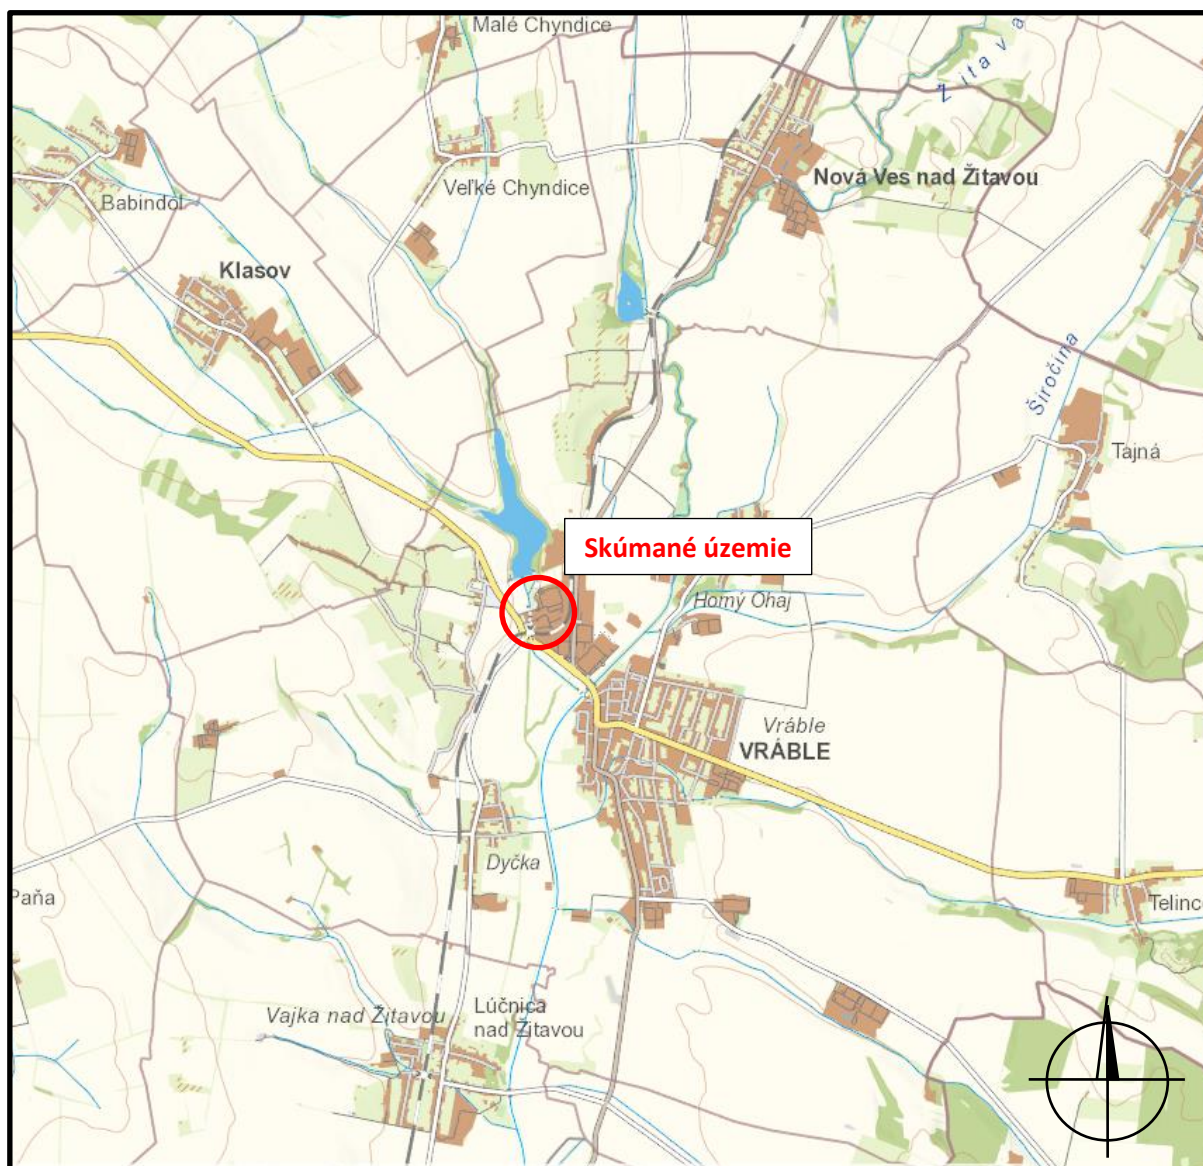 Malé Chyndice
Žitava
Nová Ves nad Žitavou
Veľké Chyndice
Babindol
Klasov
Širočina
Tajná
Skúmané územie
Horný Ohaj
Vráble
VRÁBLE
Dyčka
Paňa
Telince
Vajka nad Žitavou
Lúčnica
nad Žitavou